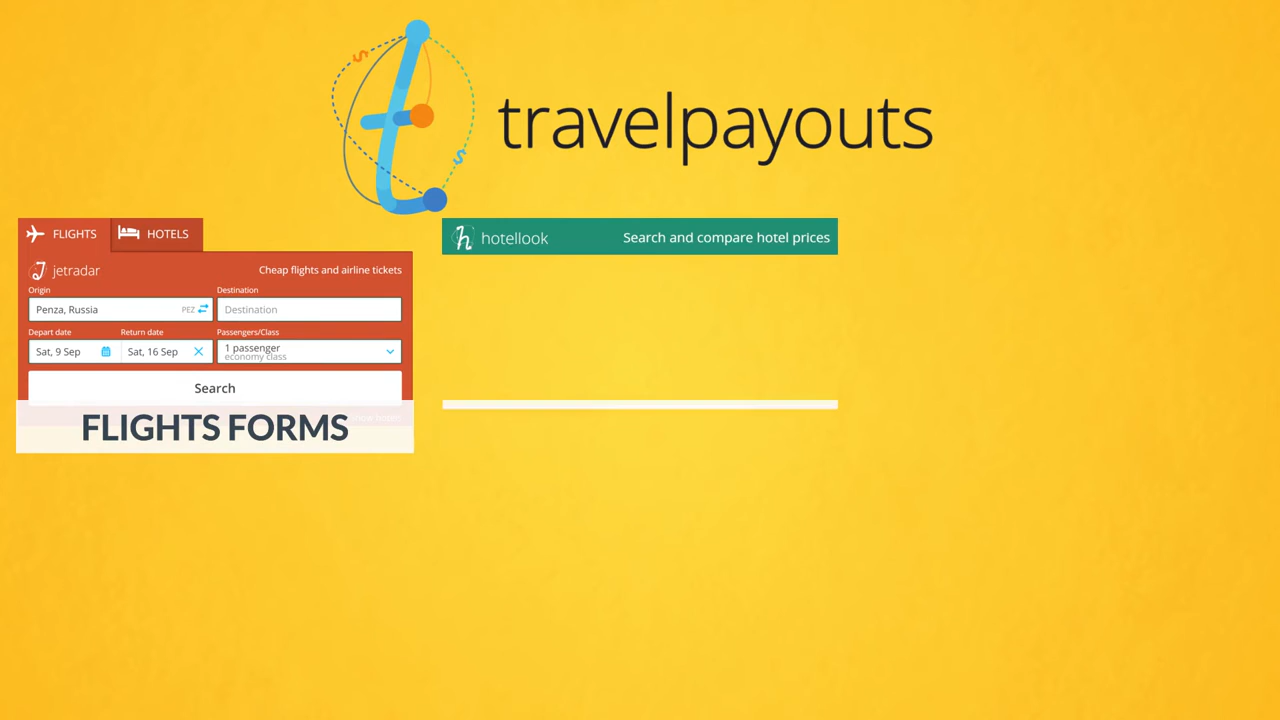 travelpayouts
FLIGHTS
HOTELS
jetradar
Cheap flights and airline tickets
Origin
Destination
Penza, Russia
PEZ
Destination
Depart date
Return date
Passengers/Class
Sat, 9 Sep
Sat, 16 Sep
1 passenger
economy class
Search
FLIGHTS FORMS
hotellook
Search and compare hotel prices